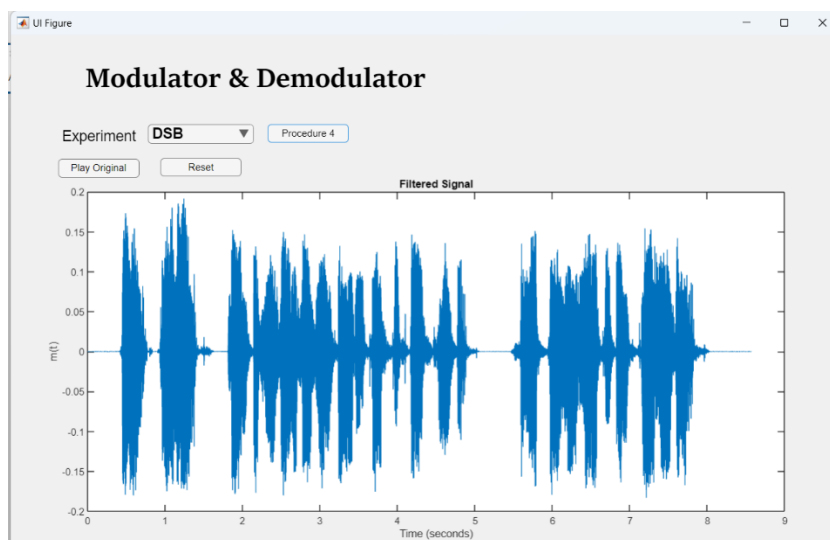 UI Figure
Modulator & Demodulator
Experiment DSB Procedure 4
Play Original Reset
Filtered Signal
0.2
0.15
0.1
0.05
0
-0.05
-0.1
-0.15
-0.2
m(t)
0 1 2 3 4 5 6 7 8 9
Time (seconds)